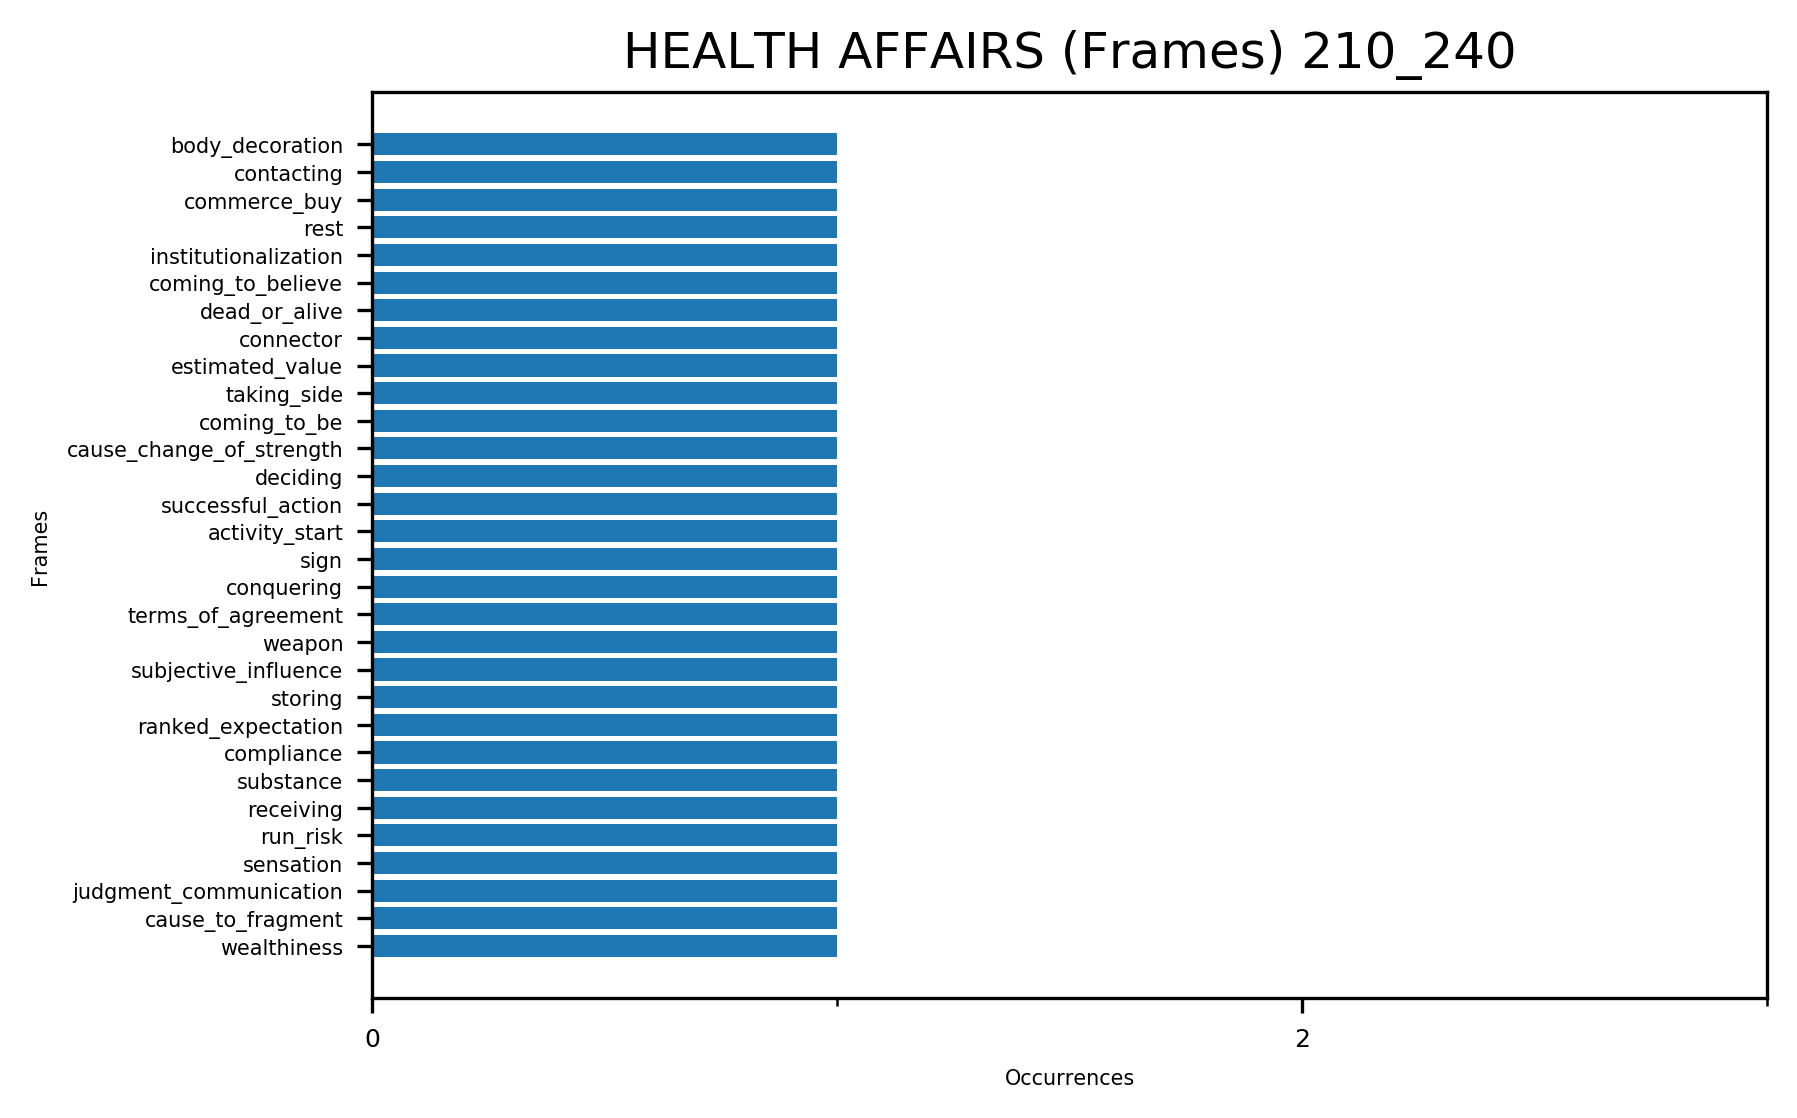 HEALTH AFFAIRS (Frames) 210_240
body_decoration
contacting
commerce_buy
rest
institutionalization
coming_to_believe
dead_or_alive
connector
estimated_value
taking_side
coming_to_be
cause_change_of_strength
deciding
successful_action
activity_start
sign
conquering
terms_of_agreement
weapon
subjective_influence
storing
ranked_expectation
compliance
substance
receiving
run_risk
sensation
judgment_communication
cause_to_fragment
wealthiness
Frames
0 2
Occurrences